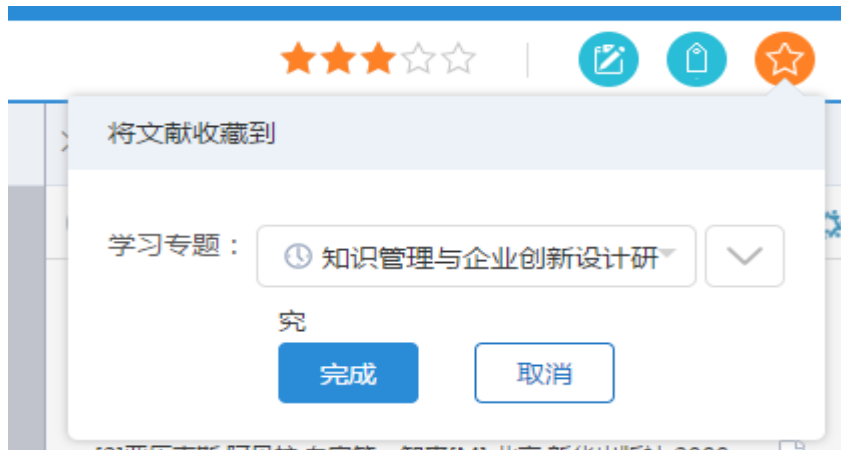 将文献收藏到
学习专题：
知识管理与企业创新设计研
究
完成
取消